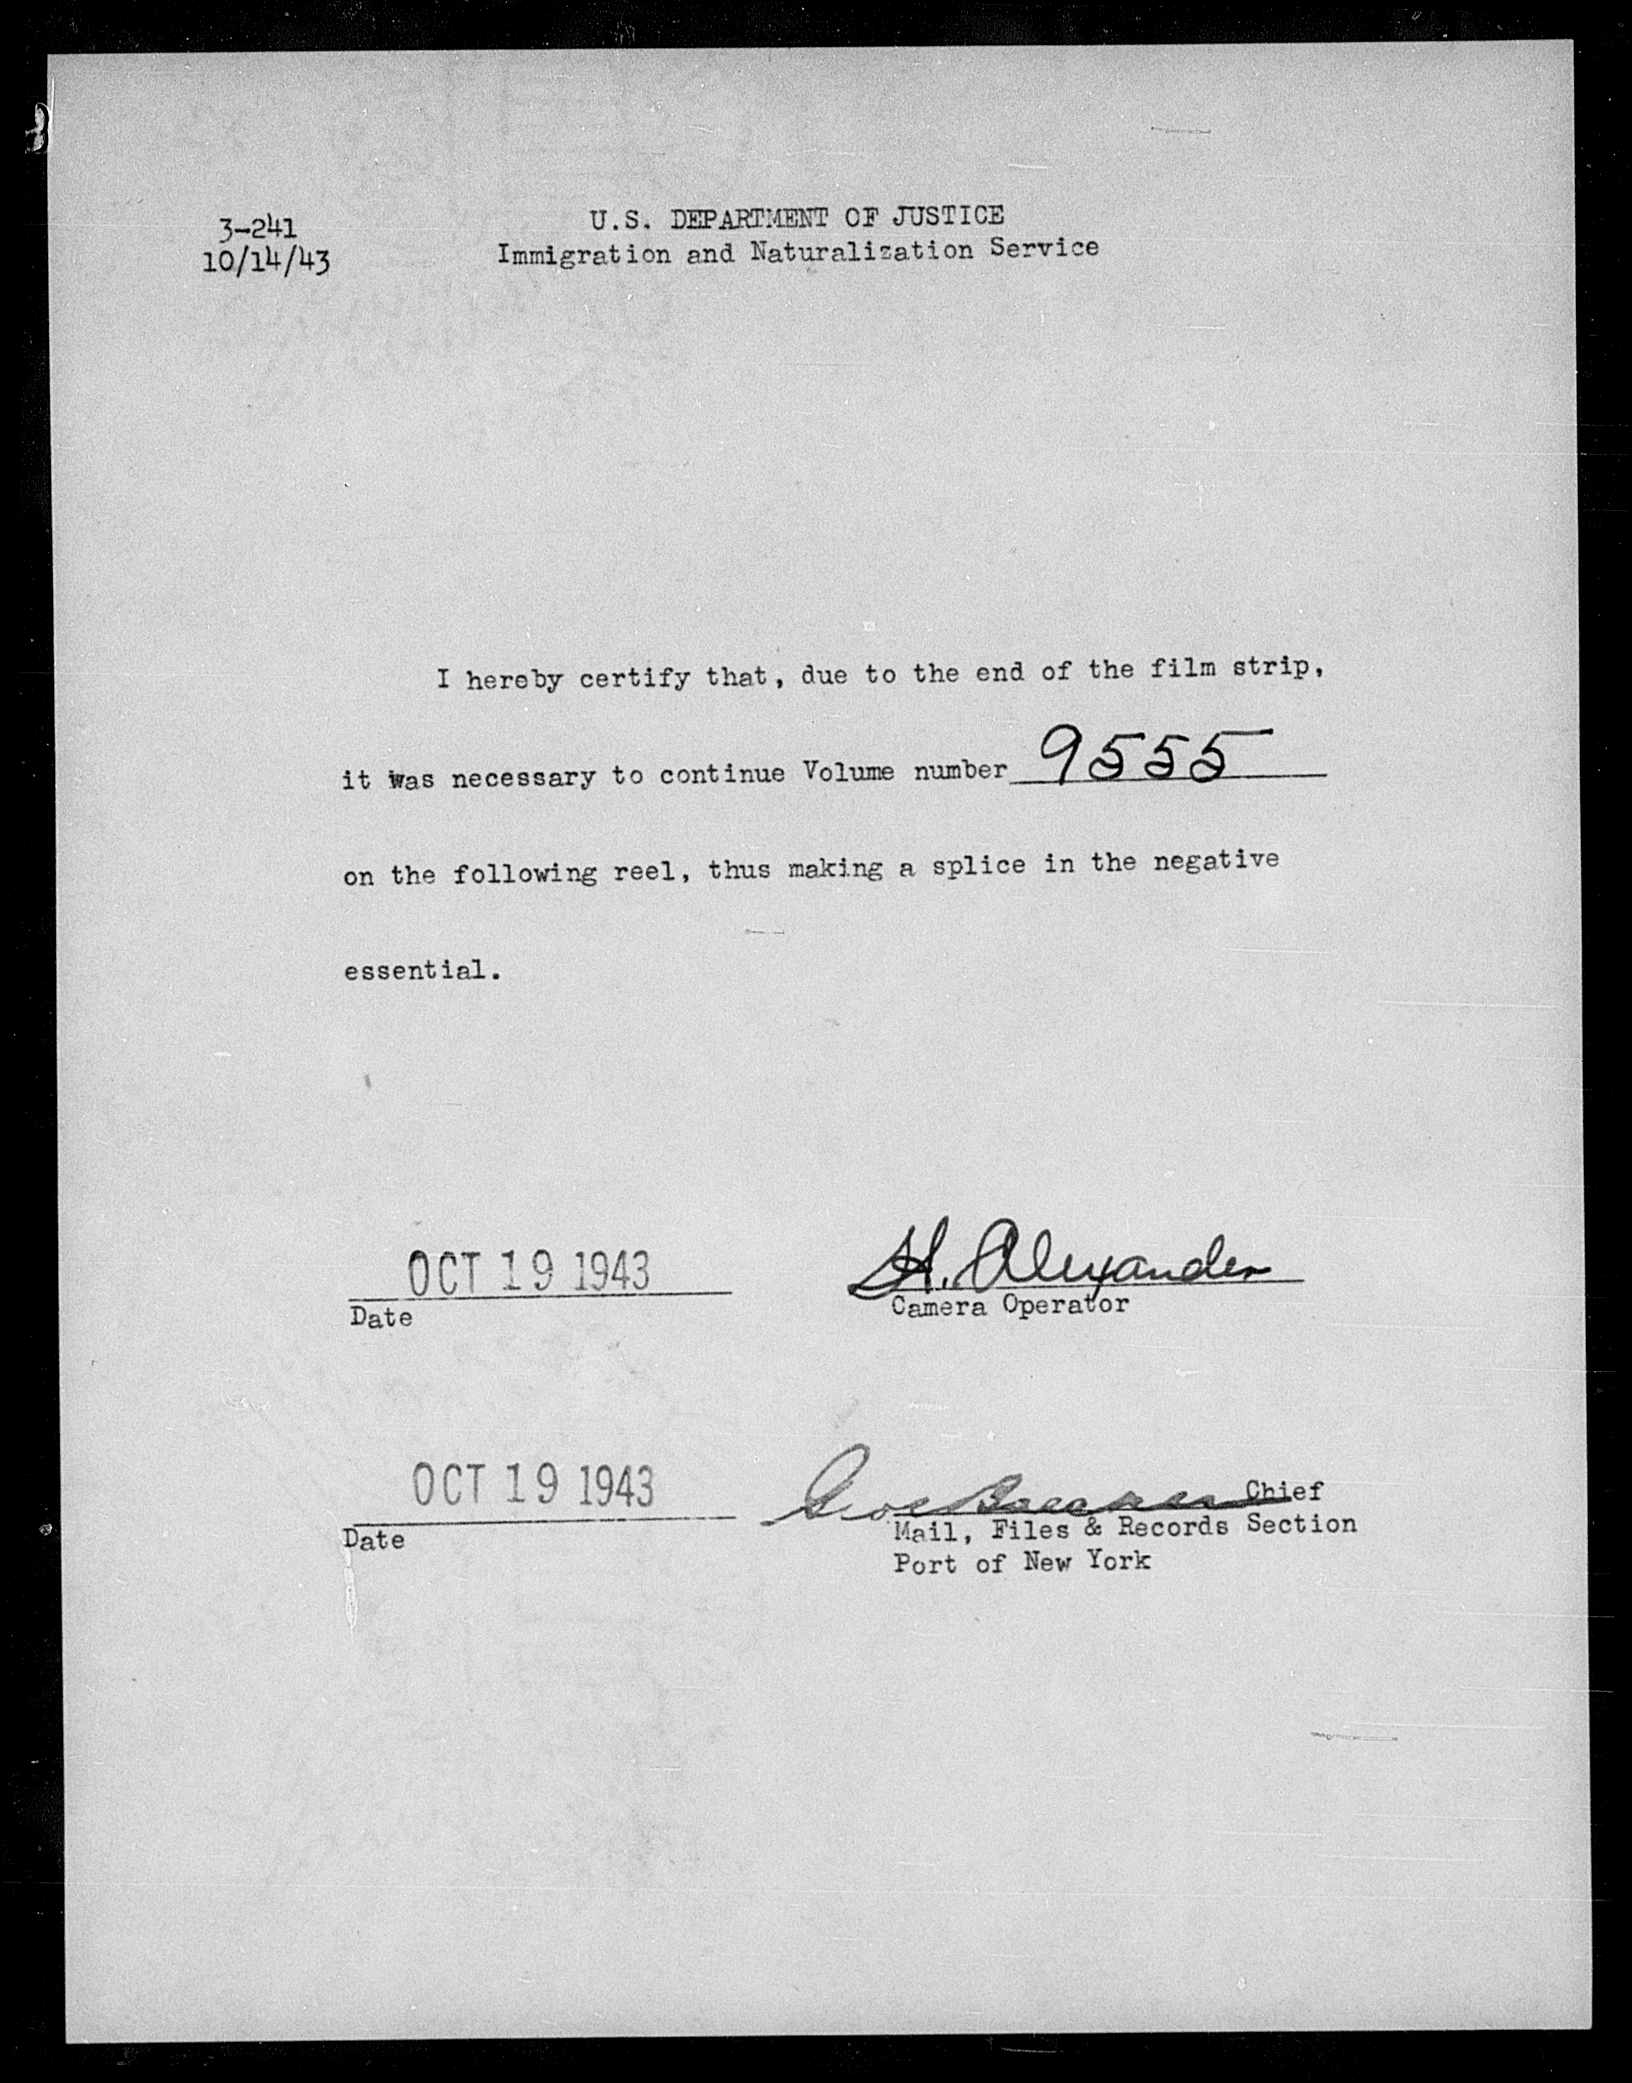 3-241
10/14/43
U.S. DEPARTMENT OF JUSTICE
Immigration and Naturalization Service
I hereby certify that, due to the end of the film strip,
it was necessary to continue Volume number 9555
on the following reel, thus making a splice in the negative
essential.
OCT 19 1943
H. Alexander
Date
Camera Operator
OCT 19 1943
Chief
Date
Mail, Files & Records Section
Port of New York